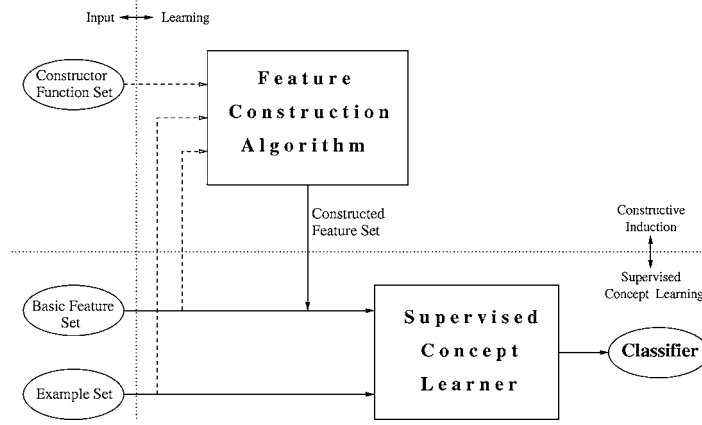 Input
Learning
Constructor
Function Set
Feature
Construction
Algorithm
Constructed
Feature Set
Constructive
Induction
Supervised
Concept Learning
Basic Feature
Set
Supervised
Concept
Learner
Classifier
Example Set